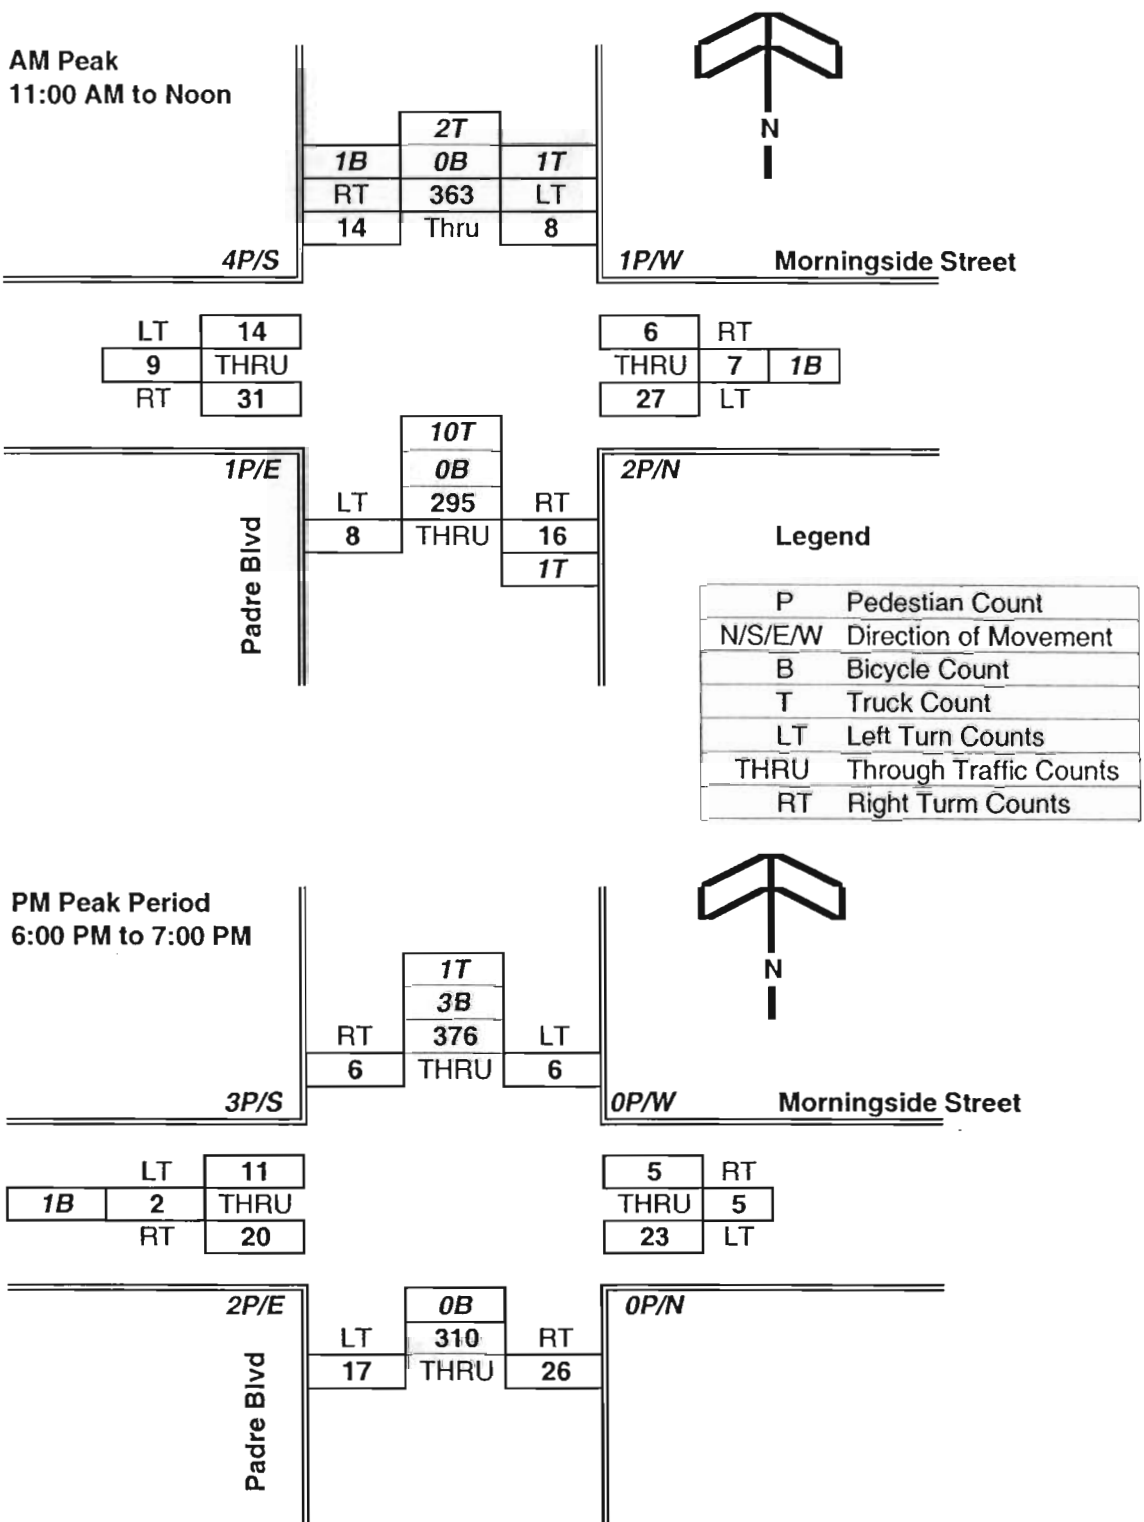 AM Peak
11:00 AM to Noon
N
2T
1B 0B 1T
RT 363 LT
14 Thru 8
4P/S 1P/W Morningside Street
LT 14 6 RT
9 THRU THRU 7 1B
RT 31 27 LT
10T
1P/E 0B 2P/N
LT 295 RT
8 THRU 16
1T
Padre Blvd
Legend
P Pedestian Count
N/S/E/W Direction of Movement
B Bicycle Count
T Truck Count
LT Left Turn Counts
THRU Through Traffic Counts
RT Right Turm Counts
PM Peak Period
6:00 PM to 7:00 PM
N
1T
3B
RT 376 LT
6 THRU 6
3P/S 0P/W Morningside Street
LT 11 5 RT
1B 2 THRU THRU 5
RT 20 23 LT
2P/E 0B 0P/N
LT 310 RT
17 THRU 26
Padre Blvd